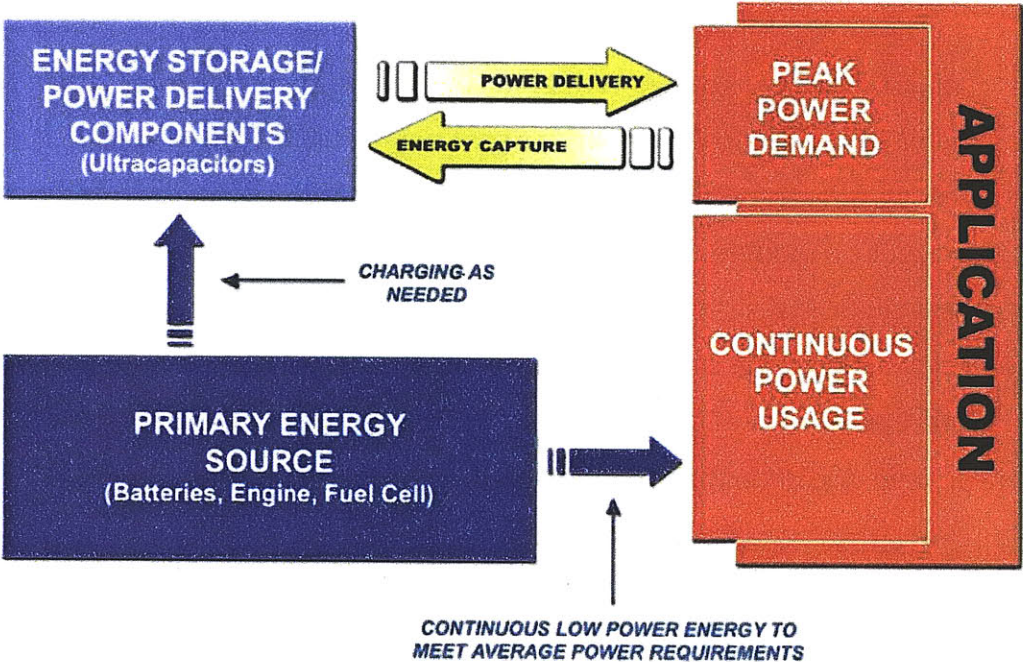 ENERGY STORAGE/
POWER DELIVERY
COMPONENTS
(Ultracapacitors)
POWER DELIVERY
ENERGY CAPTURE
PEAK
POWER
DEMAND
APPLICATION
CHARGING AS
NEEDED
PRIMARY ENERGY
SOURCE
(Batteries, Engine, Fuel Cell)
CONTINUOUS
POWER
USAGE
CONTINUOUS LOW POWER ENERGY TO
MEET AVERAGE POWER REQUIREMENTS